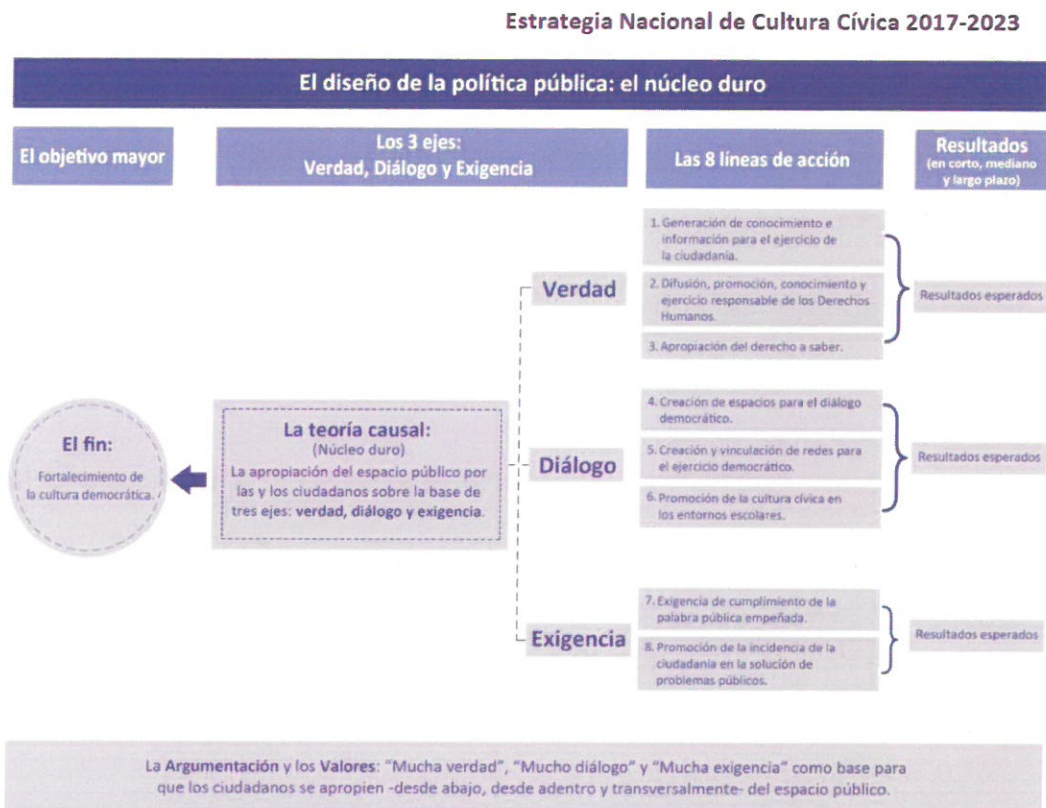 Estrategia Nacional de Cultura Cívica 2017-2023
El diseño de la política pública: el núcleo duro
El objetivo mayor
Los 3 ejes:
Verdad, Diálogo y Exigencia
Las 8 líneas de acción
Resultados
(en corto, mediano
y largo plazo)
El fin:
Fortalecimiento de
la cultura democrática.
La teoría causal:
(Núcleo duro)
La apropiación del espacio público por
las y los ciudadanos sobre la base de
tres ejes: verdad, diálogo y exigencia.
Verdad
1. Generación de conocimiento e
información para el ejercicio de
la ciudadanía.
2. Difusión, promoción, conocimiento y
ejercicio responsable de los Derechos
Humanos.
3. Apropiación del derecho a saber.
Resultados esperados
Diálogo
4. Creación de espacios para el diálogo
democrático.
5. Creación y vinculación de redes para
el ejercicio democrático.
6. Promoción de la cultura cívica en
los entornos escolares.
Resultados esperados
Exigencia
7. Exigencia de cumplimiento de la
palabra pública empeñada.
8. Promoción de la incidencia de la
ciudadanía en la solución de
problemas públicos.
Resultados esperados
La Argumentación y los Valores: “Mucha verdad”, “Mucho diálogo” y “Mucha exigencia” como base para
que los ciudadanos se apropien -desde abajo, desde adentro y transversalmente- del espacio público.